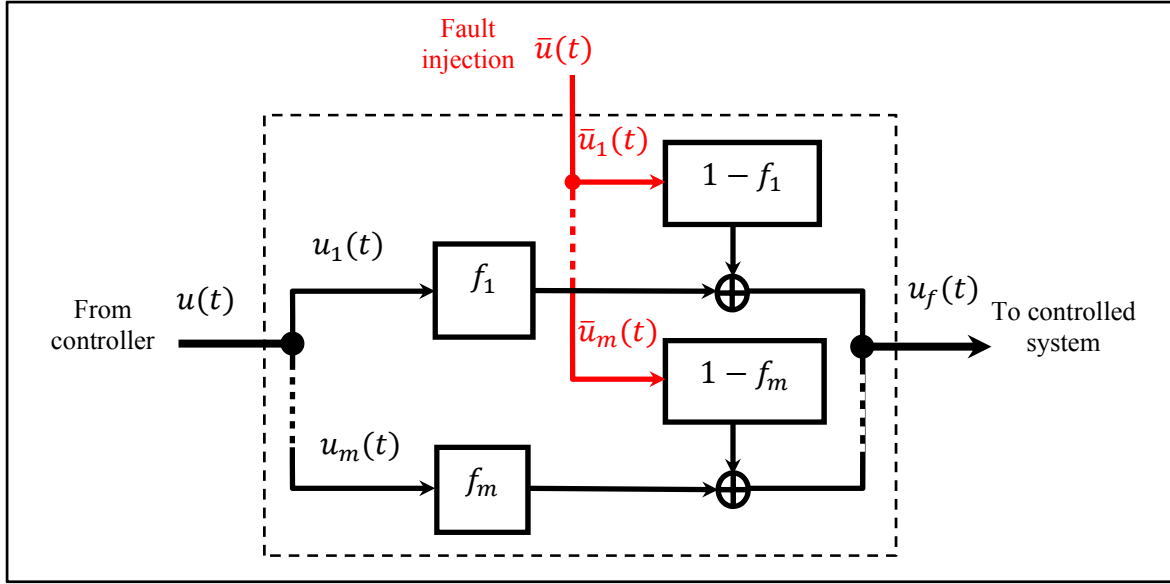 Fault
injection
ū(t)
ū₁(t)
1 − f₁
u₁(t)
f₁
From
controller
u(t)
u_f(t)
To controlled
system
ū_m(t)
1 − f_m
u_m(t)
f_m